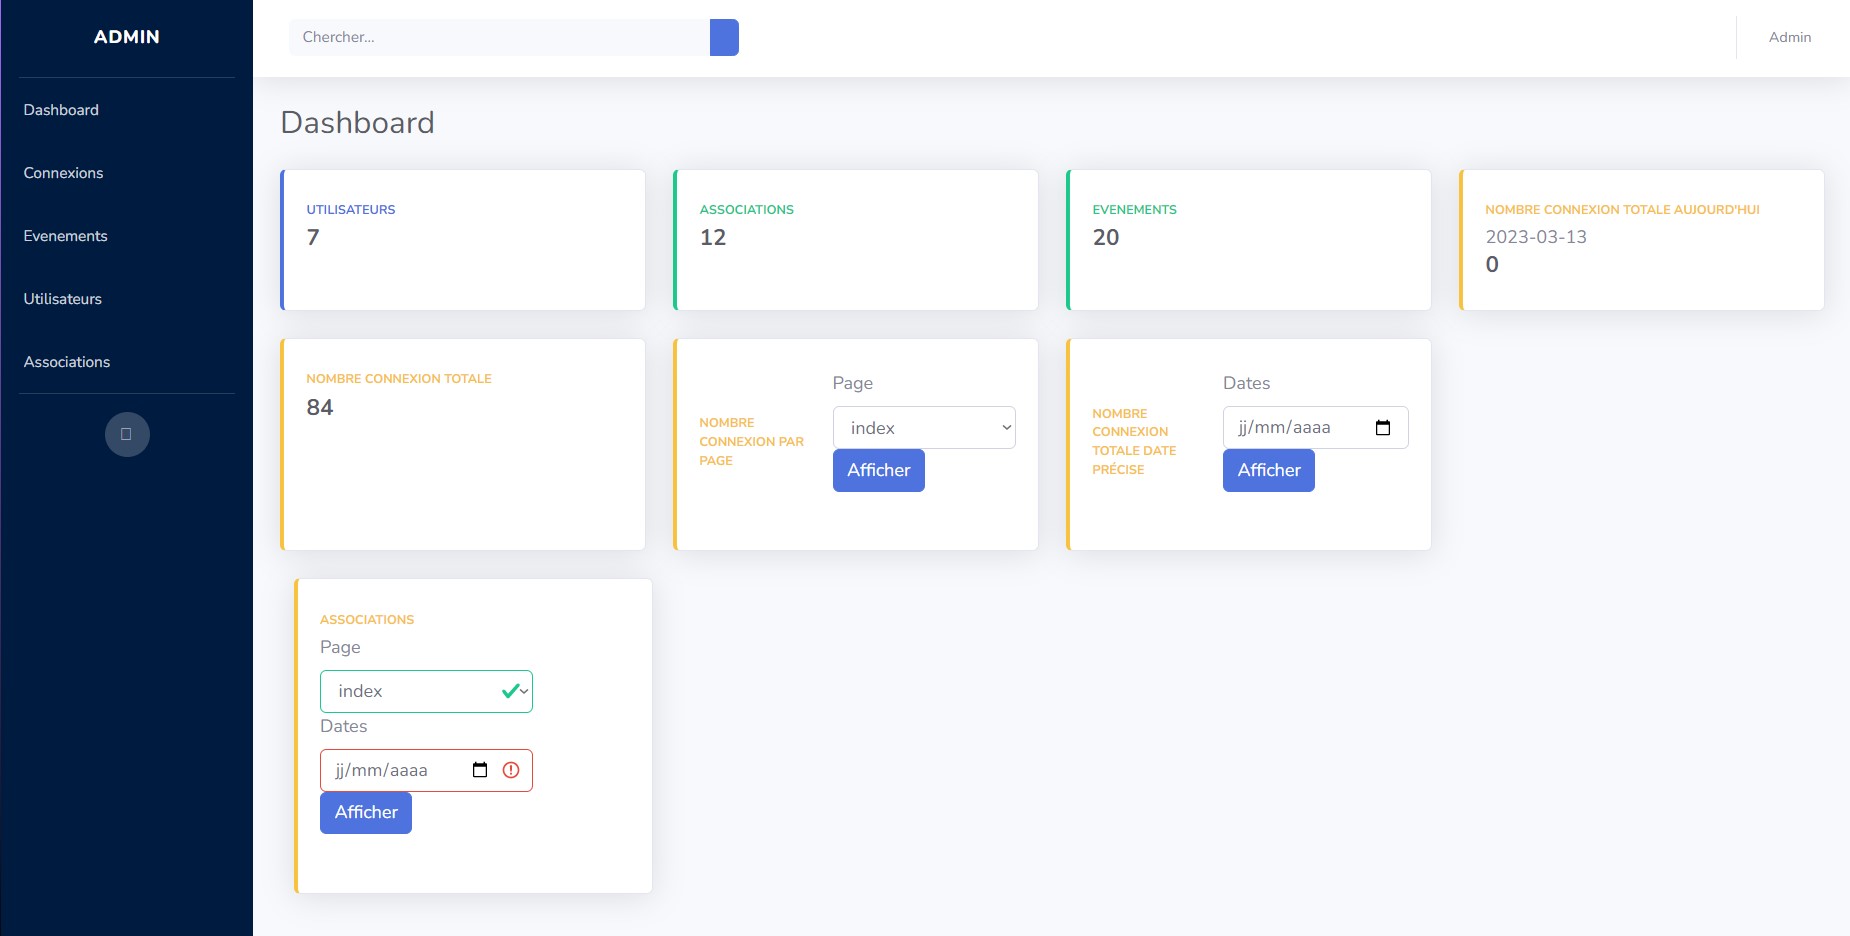 ADMIN
Chercher...
Admin
Dashboard
Connexions
Evenements
Utilisateurs
Associations
Dashboard
UTILISATEURS
7
ASSOCIATIONS
12
EVENEMENTS
20
NOMBRE CONNEXION TOTALE AUJOURD'HUI
2023-03-13
0
NOMBRE CONNEXION TOTALE
84
NOMBRE
CONNEXION PAR
PAGE
Page
index
Afficher
NOMBRE
CONNEXION
TOTALE DATE
PRÉCISE
Dates
jj/mm/aaaa
Afficher
ASSOCIATIONS
Page
index
Dates
jj/mm/aaaa
Afficher